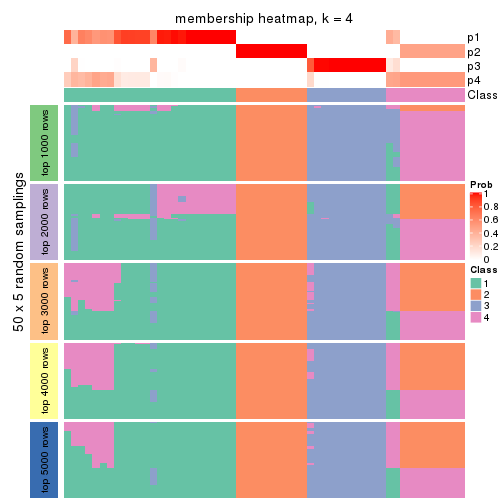 membership heatmap, k = 4
p1
p2
p3
p4
Class
50 x 5 random samplings
top 1000 rows
top 2000 rows
top 3000 rows
top 4000 rows
top 5000 rows
Prob
1
0.8
0.6
0.4
0.2
0
Class
1
2
3
4